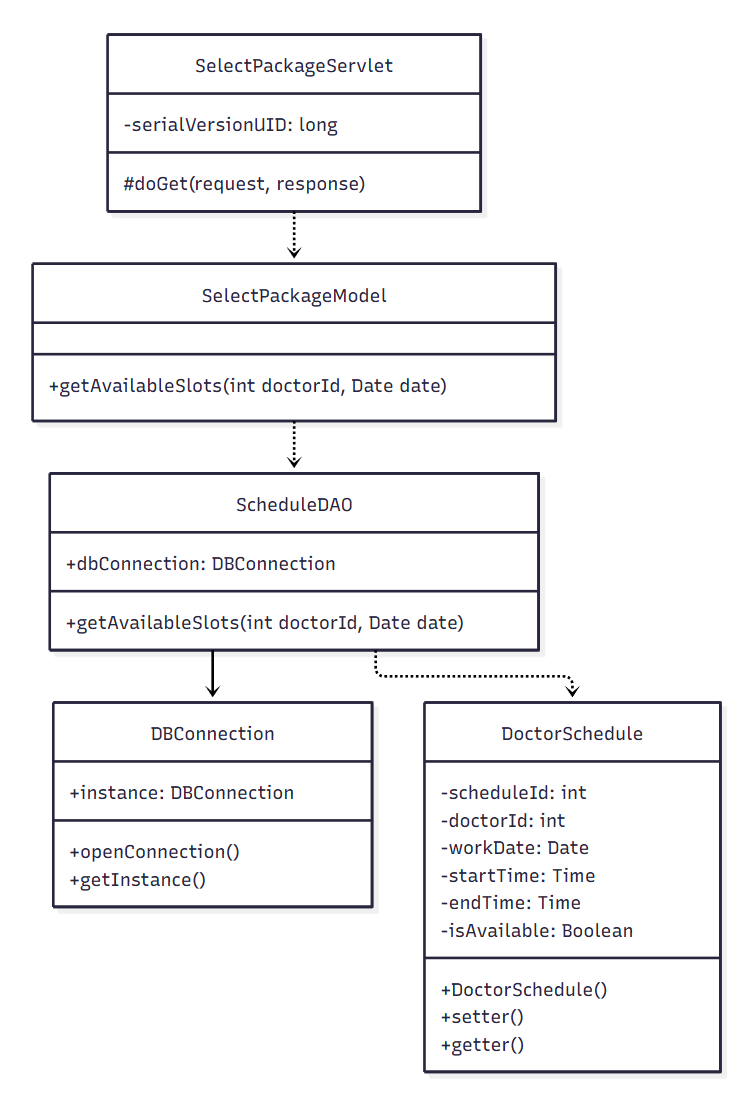 SelectPackageServlet
-serialVersionUID: long
#doGet(request, response)
SelectPackageModel
+getAvailableSlots(int doctorId, Date date)
ScheduleDAO
+dbConnection: DBConnection
+getAvailableSlots(int doctorId, Date date)
DBConnection
+instance: DBConnection
+openConnection()
+getInstance()
DoctorSchedule
-scheduleId: int
-doctorId: int
-workDate: Date
-startTime: Time
-endTime: Time
-isAvailable: Boolean
+DoctorSchedule()
+setter()
+getter()